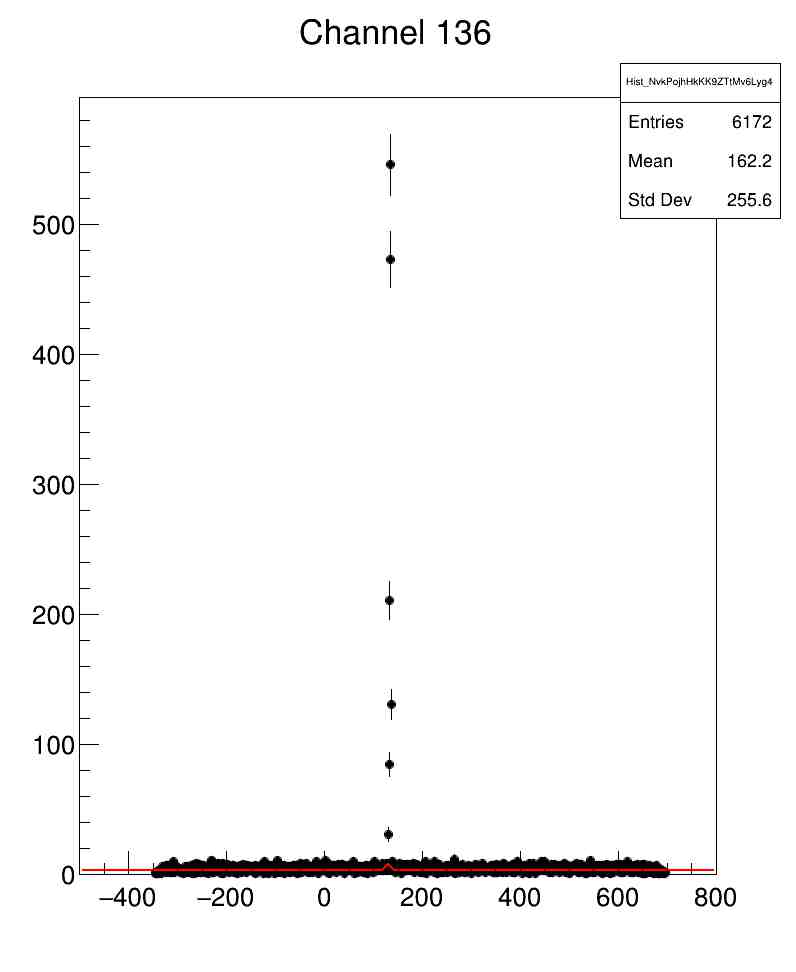 Channel 136
Hist_NvkPojhHkKK9ZTtMv6Lyg4
Entries 6172
Mean 162.2
Std Dev 255.6
500
400
300
200
100
0
−400 −200 0 200 400 600 800